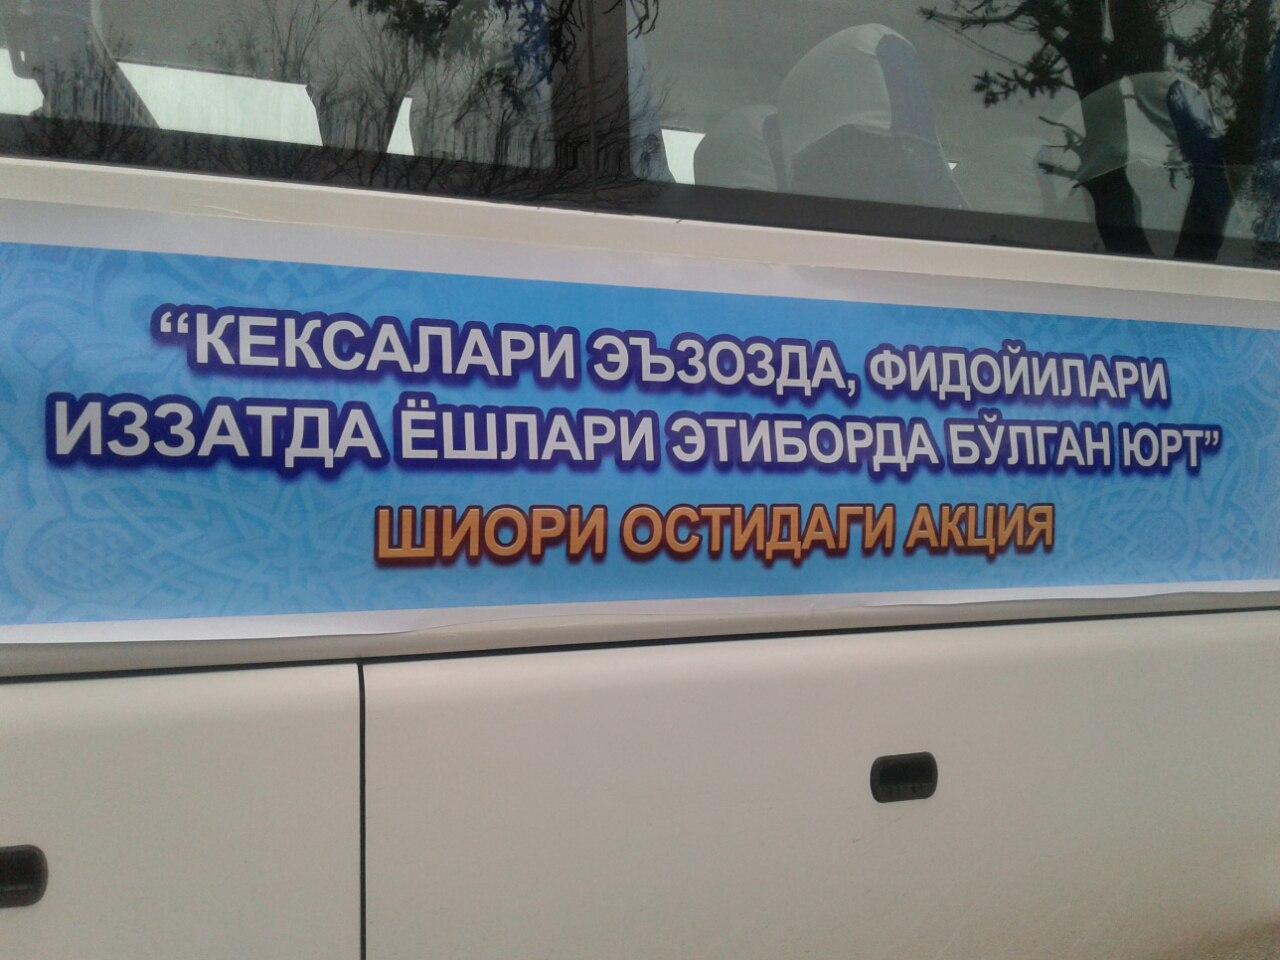 “КЕКСАЛАРИ ЭЪЗОЗДА, ФИДОЙИЛАРИ
ИЗЗАТДА ЁШЛАРИ ЭТИБОРДА БЎЛГАН ЮРТ”
ШИОРИ ОСТИДАГИ АКЦИЯ